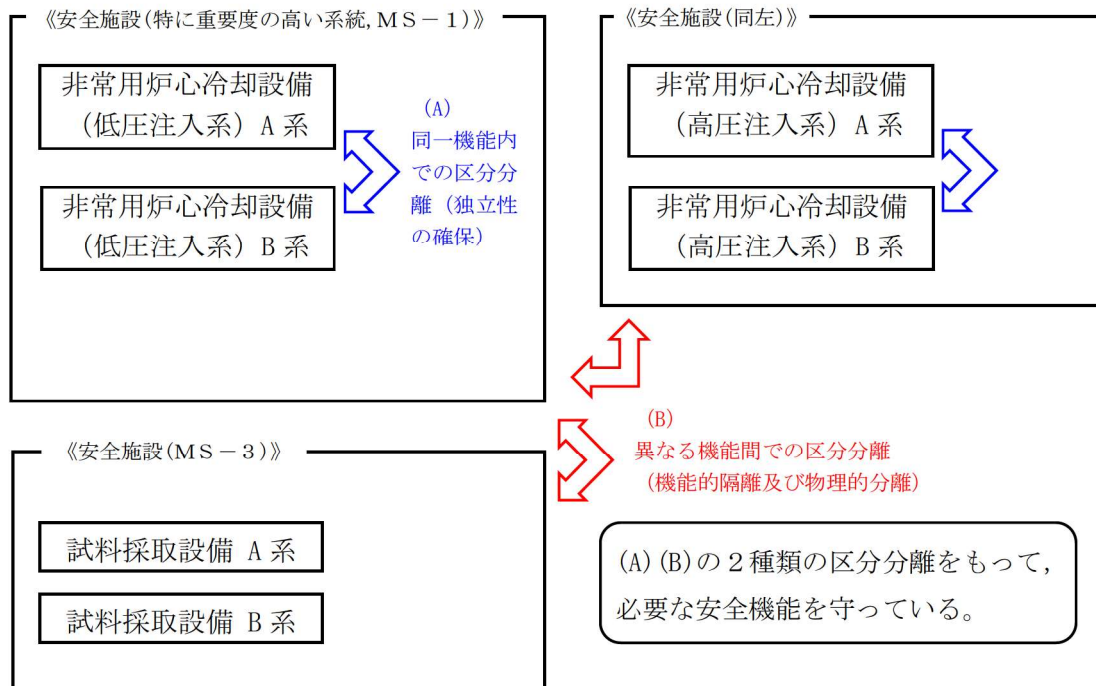 《安全施設(特に重要度の高い系統,ＭＳ－１)》
非常用炉心冷却設備
（低圧注入系）Ａ系
非常用炉心冷却設備
（低圧注入系）Ｂ系
(A)
同一機能内
での区分分
離（独立性
の確保）
《安全施設(同左)》
非常用炉心冷却設備
（高圧注入系）Ａ系
非常用炉心冷却設備
（高圧注入系）Ｂ系
(B)
異なる機能間での区分分離
（機能的隔離及び物理的分離）
《安全施設(ＭＳ－３)》
試料採取設備 A 系
試料採取設備 B 系
(A)(B)の２種類の区分分離をもって，
必要な安全機能を守っている。